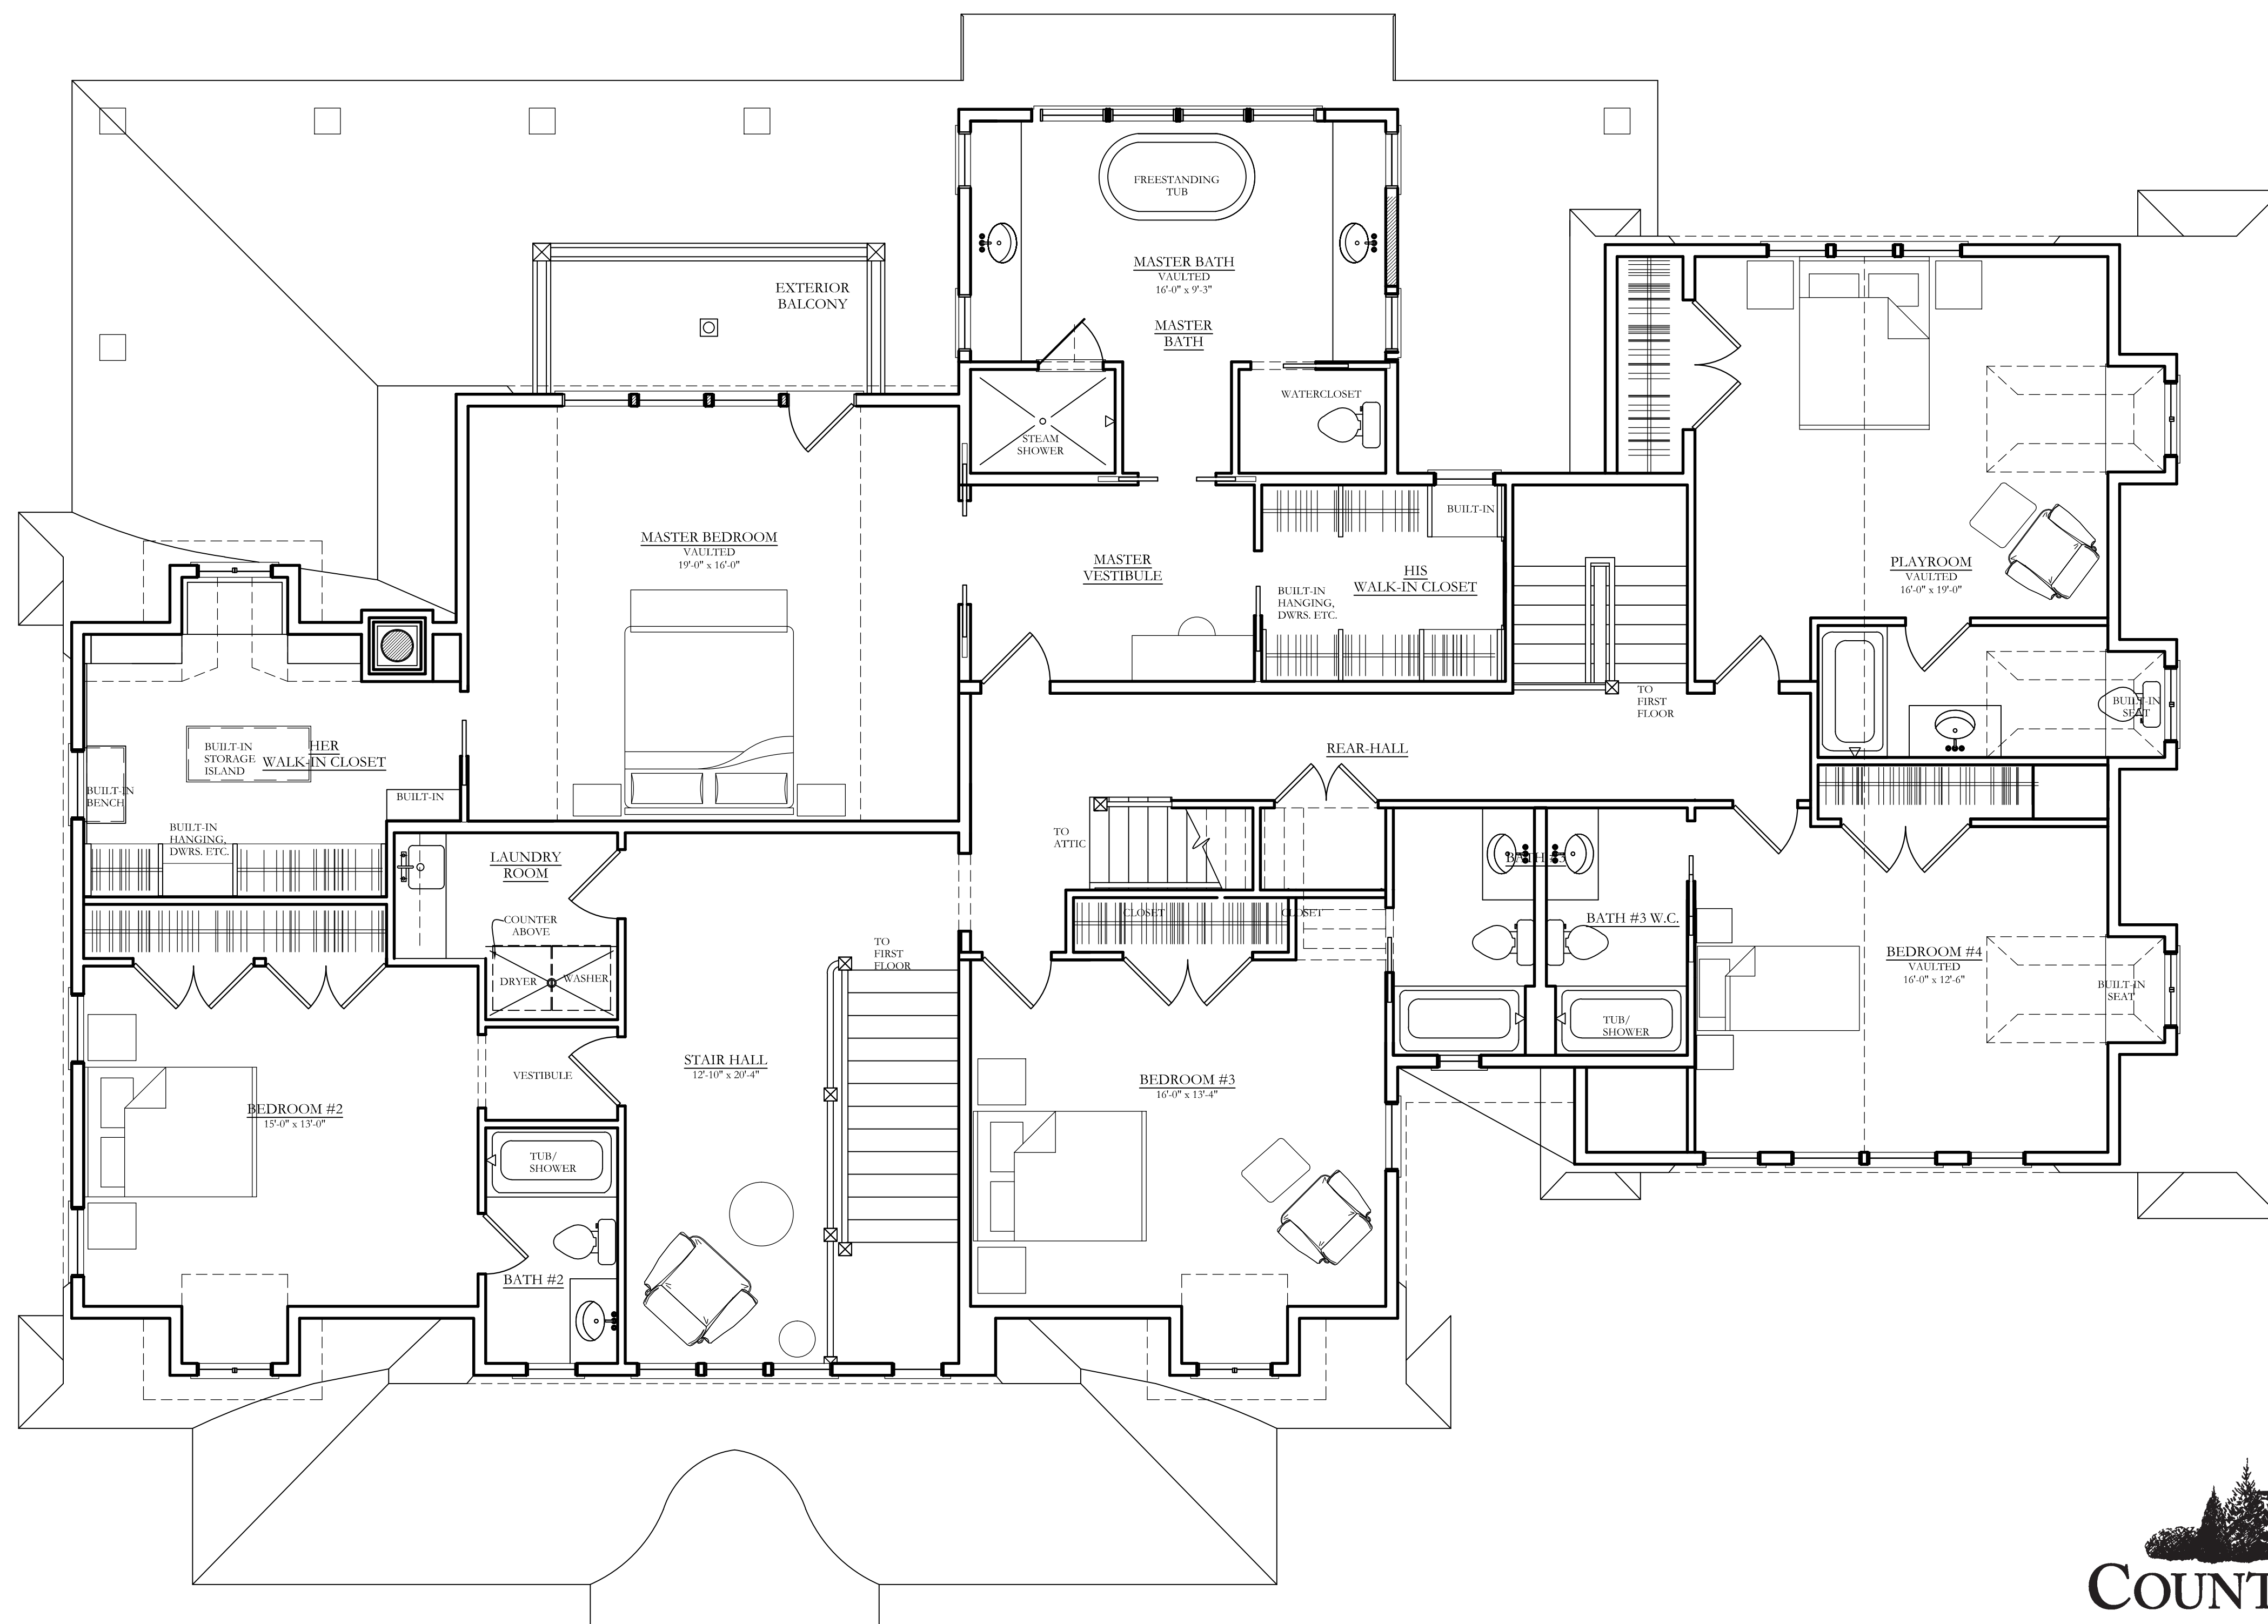 FREESTANDING
TUB
MASTER BATH
VAULTED
16'-0" x 9'-3"
EXTERIOR
BALCONY
MASTER
BATH
WATERCLOSET
STEAM
SHOWER
BUILT-IN
MASTER BEDROOM
VAULTED
19'-0" x 16'-0"
MASTER
VESTIBULE
HIS
WALK-IN CLOSET
BUILT-IN
HANGING,
DWRS. ETC.
PLAYROOM
VAULTED
16'-0" x 19'-0"
TO
FIRST
FLOOR
BUILT-IN
SEAT
HER
WALK-IN CLOSET
BUILT-IN
STORAGE
ISLAND
BUILT-IN
BENCH
BUILT-IN
REAR-HALL
BUILT-IN
HANGING,
DWRS. ETC.
TO
ATTIC
LAUNDRY
ROOM
BATH #3
COUNTER
ABOVE
CLOSET
CLOSET
BATH #3 W.C.
TO
FIRST
FLOOR
DRYER
WASHER
BEDROOM #4
VAULTED
16'-0" x 12'-6"
BUILT-IN
SEAT
TUB/
SHOWER
STAIR HALL
12'-10" x 20'-4"
VESTIBULE
BEDROOM #3
16'-0" x 13'-4"
BEDROOM #2
15'-0" x 13'-0"
TUB/
SHOWER
BATH #2
COUNT